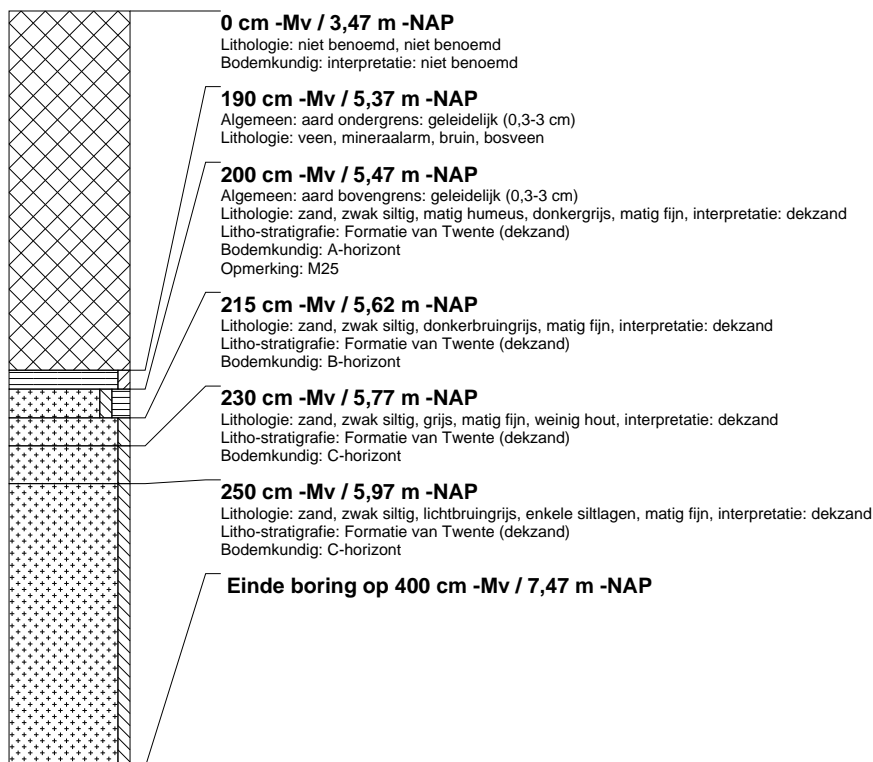 0 cm -Mv / 3,47 m -NAP
Lithologie: niet benoemd, niet benoemd
Bodemkundig: interpretatie: niet benoemd
190 cm -Mv / 5,37 m -NAP
Algemeen: aard ondergrens: geleidelijk (0,3-3 cm)
Lithologie: veen, mineraalarm, bruin, bosveen
200 cm -Mv / 5,47 m -NAP
Algemeen: aard bovengrens: geleidelijk (0,3-3 cm)
Lithologie: zand, zwak siltig, matig humeus, donkergrijs, matig fijn, interpretatie: dekzand
Litho-stratigrafie: Formatie van Twente (dekzand)
Bodemkundig: A-horizont
Opmerking: M25
215 cm -Mv / 5,62 m -NAP
Lithologie: zand, zwak siltig, donkerbruingrijs, matig fijn, interpretatie: dekzand
Litho-stratigrafie: Formatie van Twente (dekzand)
Bodemkundig: B-horizont
230 cm -Mv / 5,77 m -NAP
Lithologie: zand, zwak siltig, grijs, matig fijn, weinig hout, interpretatie: dekzand
Litho-stratigrafie: Formatie van Twente (dekzand)
Bodemkundig: C-horizont
250 cm -Mv / 5,97 m -NAP
Lithologie: zand, zwak siltig, lichtbruingrijs, enkele siltlagen, matig fijn, interpretatie: dekzand
Litho-stratigrafie: Formatie van Twente (dekzand)
Bodemkundig: C-horizont
Einde boring op 400 cm -Mv / 7,47 m -NAP